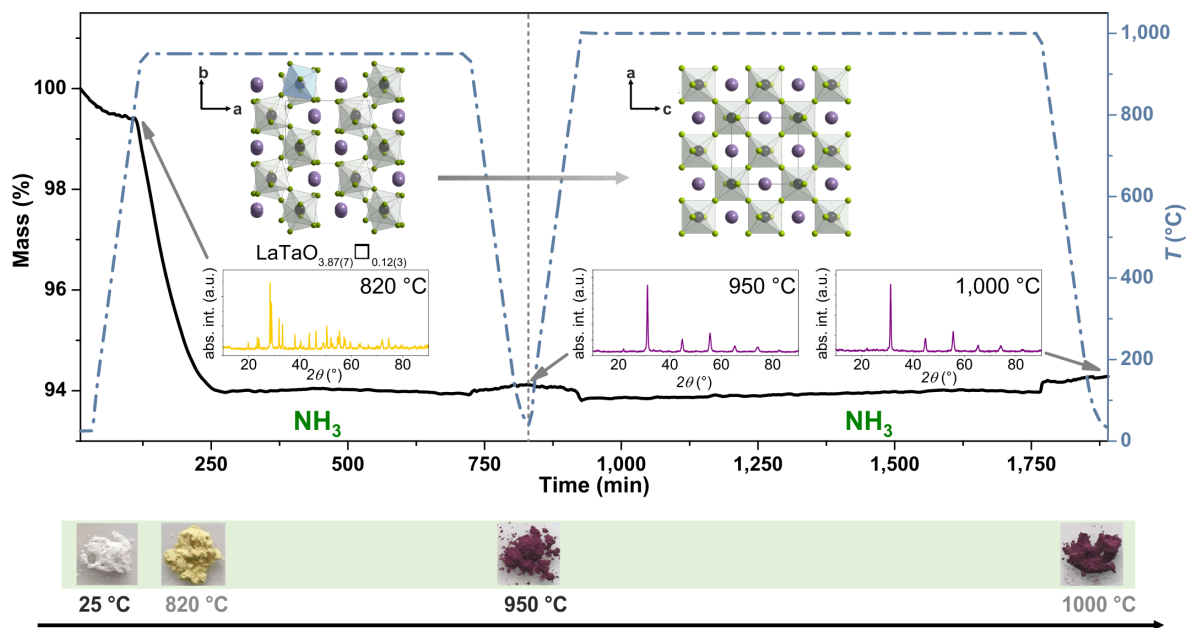 100
98
96
94
Mass (%)
1,000
800
600
400
200
0
T (°C)
b
a
a
c
LaTaO3.87(7)□0.12(3)
820 °C
abs. int. (a.u.)
20 40 60 80
2θ (°)
950 °C
abs. int. (a.u.)
20 40 60 80
2θ (°)
1,000 °C
abs. int. (a.u.)
20 40 60 80
2θ (°)
NH3 NH3
250 500 750 1,000 1,250 1,500 1,750
Time (min)
25 °C 820 °C 950 °C 1000 °C